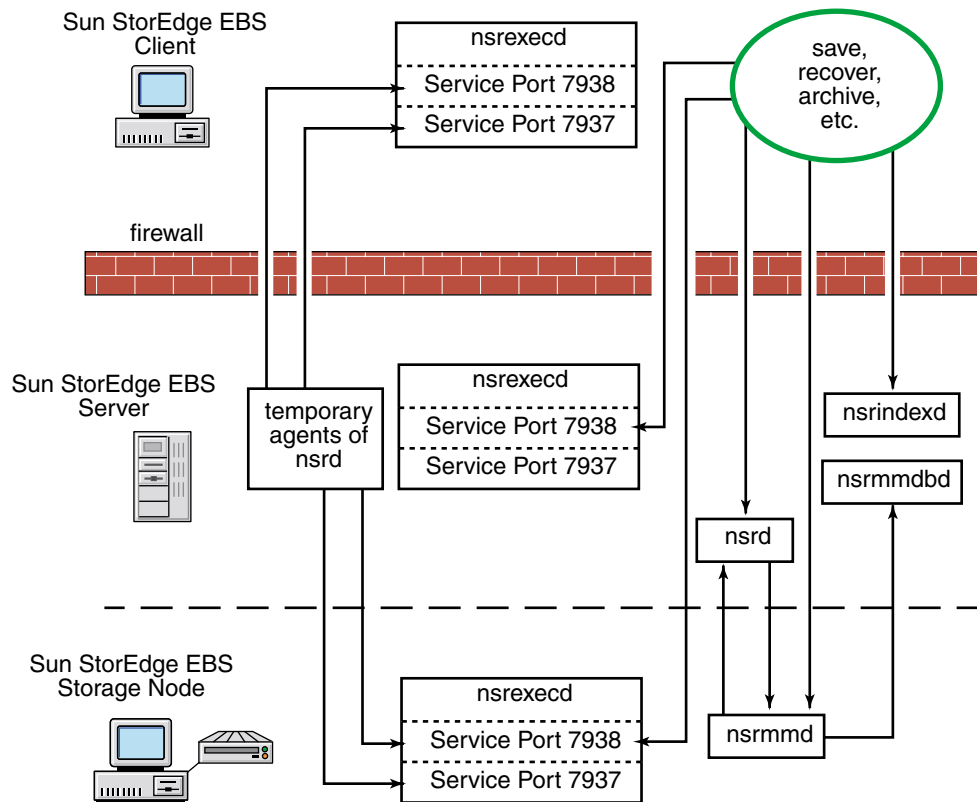 Sun StorEdge EBS
Client
nsrexecd
Service Port 7938
Service Port 7937
save,
recover,
archive,
etc.
firewall
Sun StorEdge EBS
Server
temporary
agents of
nsrd
nsrexecd
Service Port 7938
Service Port 7937
nsrindexd
nsrmmdbd
nsrd
Sun StorEdge EBS
Storage Node
nsrexecd
Service Port 7938
Service Port 7937
nsrmmd